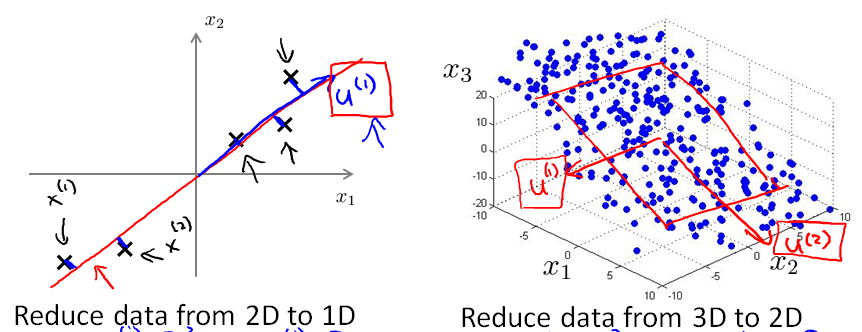 x₂
u⁽¹⁾
x₁
x⁽¹⁾
x⁽²⁾
Reduce data from 2D to 1D
x₃
20
10
0
-10
-20
-10
-5
0
5
10
x₁
-10
-5
0
5
10
x₂
u⁽¹⁾
u⁽²⁾
Reduce data from 3D to 2D